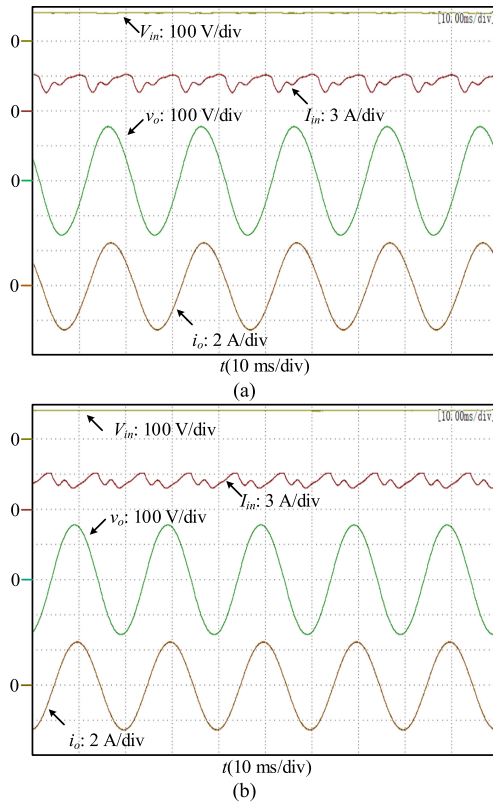 [10.00ms/div]
0
V_in: 100 V/div
0
v_o: 100 V/div
I_in: 3 A/div
0
0
i_o: 2 A/div
t(10 ms/div)
(a)
[10.00ms/div]
0
V_in: 100 V/div
0
I_in: 3 A/div
v_o: 100 V/div
0
0
i_o: 2 A/div
t(10 ms/div)
(b)